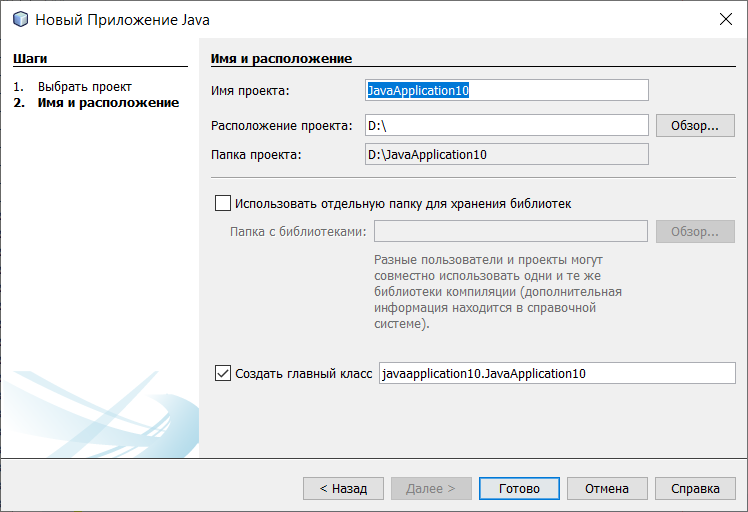 Новый Приложение Java
Шаги
1. Выбрать проект
2. Имя и расположение
Имя и расположение
Имя проекта: JavaApplication10
Расположение проекта: D:\ Обзор...
Папка проекта: D:\JavaApplication10
Использовать отдельную папку для хранения библиотек
Папка с библиотеками: Обзор...
Разные пользователи и проекты могут
совместно использовать одни и те же
библиотеки компиляции (дополнительная
информация находится в справочной
системе).
Создать главный класс javaapplication10.JavaApplication10
< Назад Далее > Готово Отмена Справка